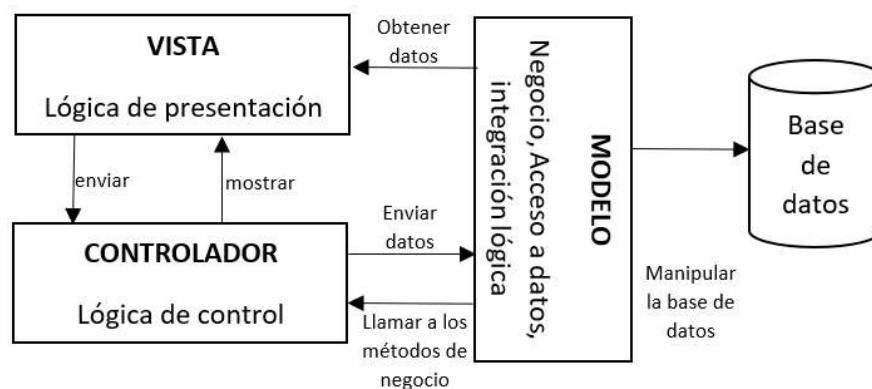 VISTA
Lógica de presentación
Obtener
datos
enviar
mostrar
CONTROLADOR
Lógica de control
Enviar
datos
Llamar a los
métodos de
negocio
MODELO
Negocio, Acceso a datos,
integración lógica
Manipular
la base de
datos
Base
de
datos